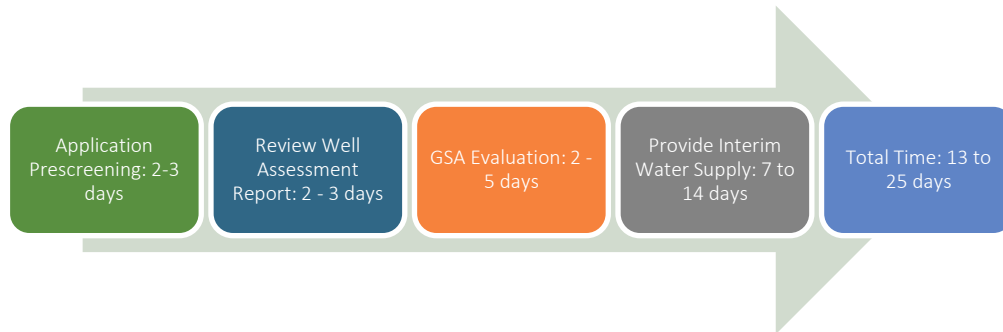 Application
Prescreening: 2-3
days
Review Well
Assessment
Report: 2 - 3 days
GSA Evaluation: 2 -
5 days
Provide Interim
Water Supply: 7 to
14 days
Total Time: 13 to
25 days